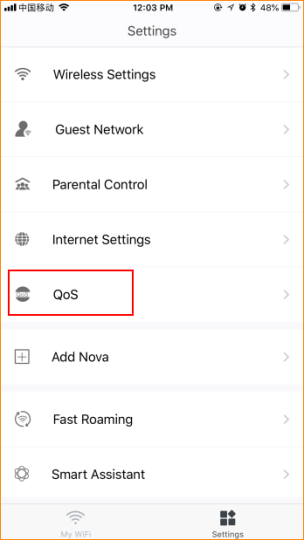 中国移动 12:03 PM 48%
Settings
Wireless Settings
Guest Network
Parental Control
Internet Settings
QoS
Add Nova
Fast Roaming
Smart Assistant
My WiFi Settings